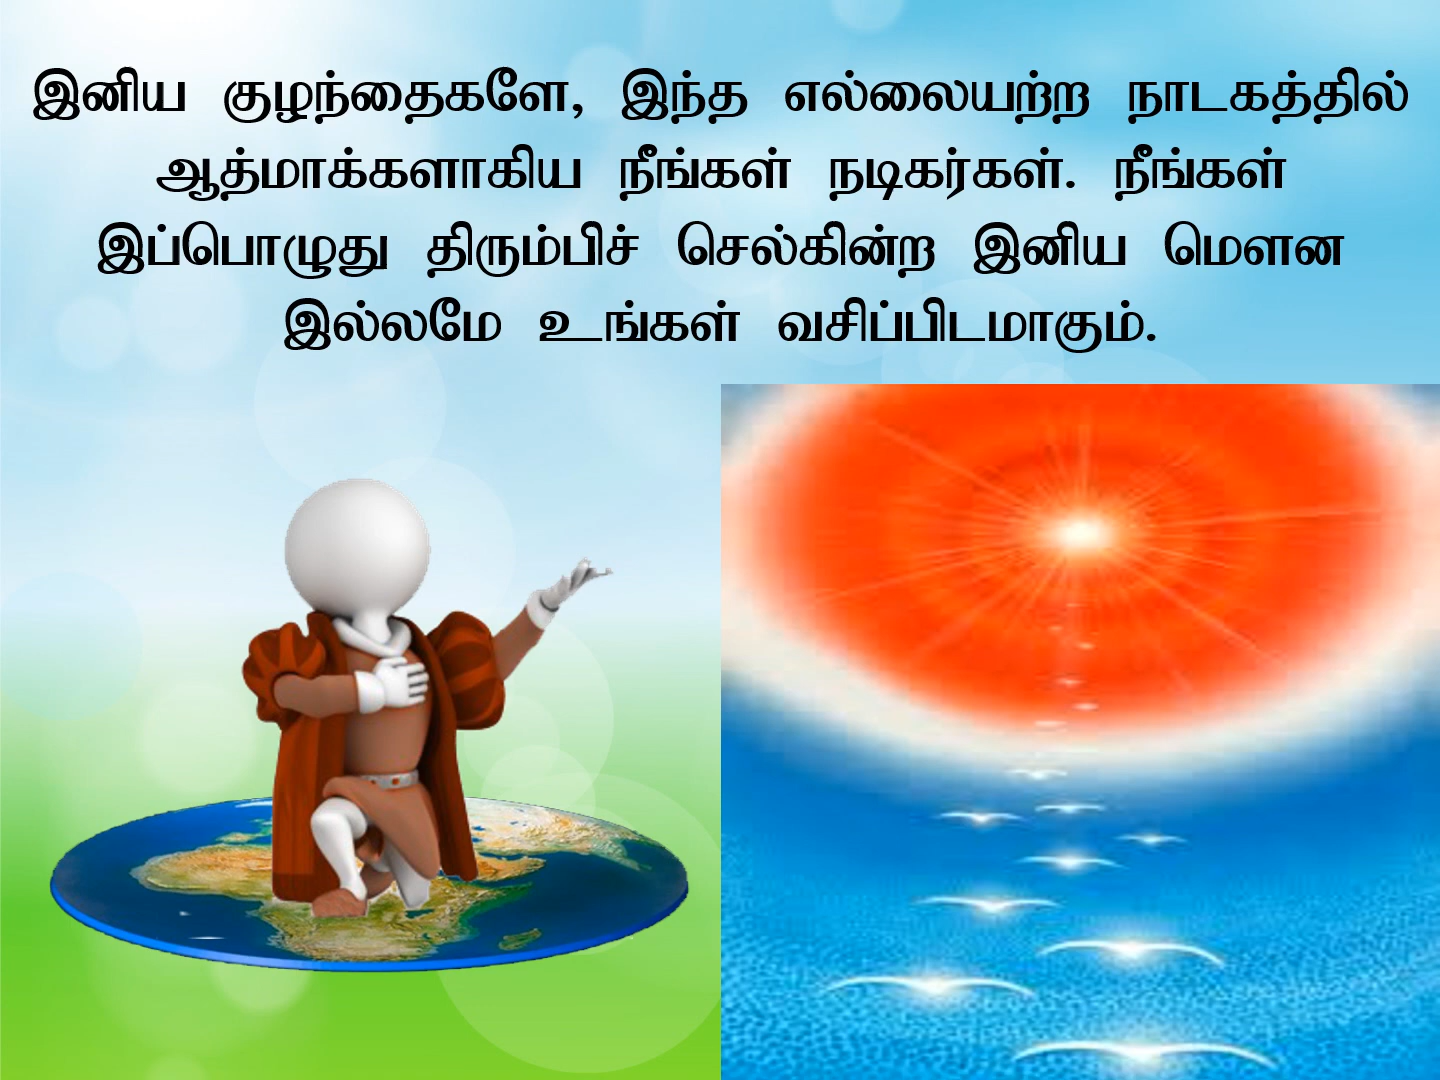 இனிய குழந்தைகளே, இந்த எல்லையற்ற நாடகத்தில்
ஆத்மாக்களாகிய நீங்கள் நடிகர்கள். நீங்கள்
இப்பொழுது திரும்பிச் செல்கின்ற இனிய மௌன
இல்லமே உங்கள் வசிப்பிடமாகும்.